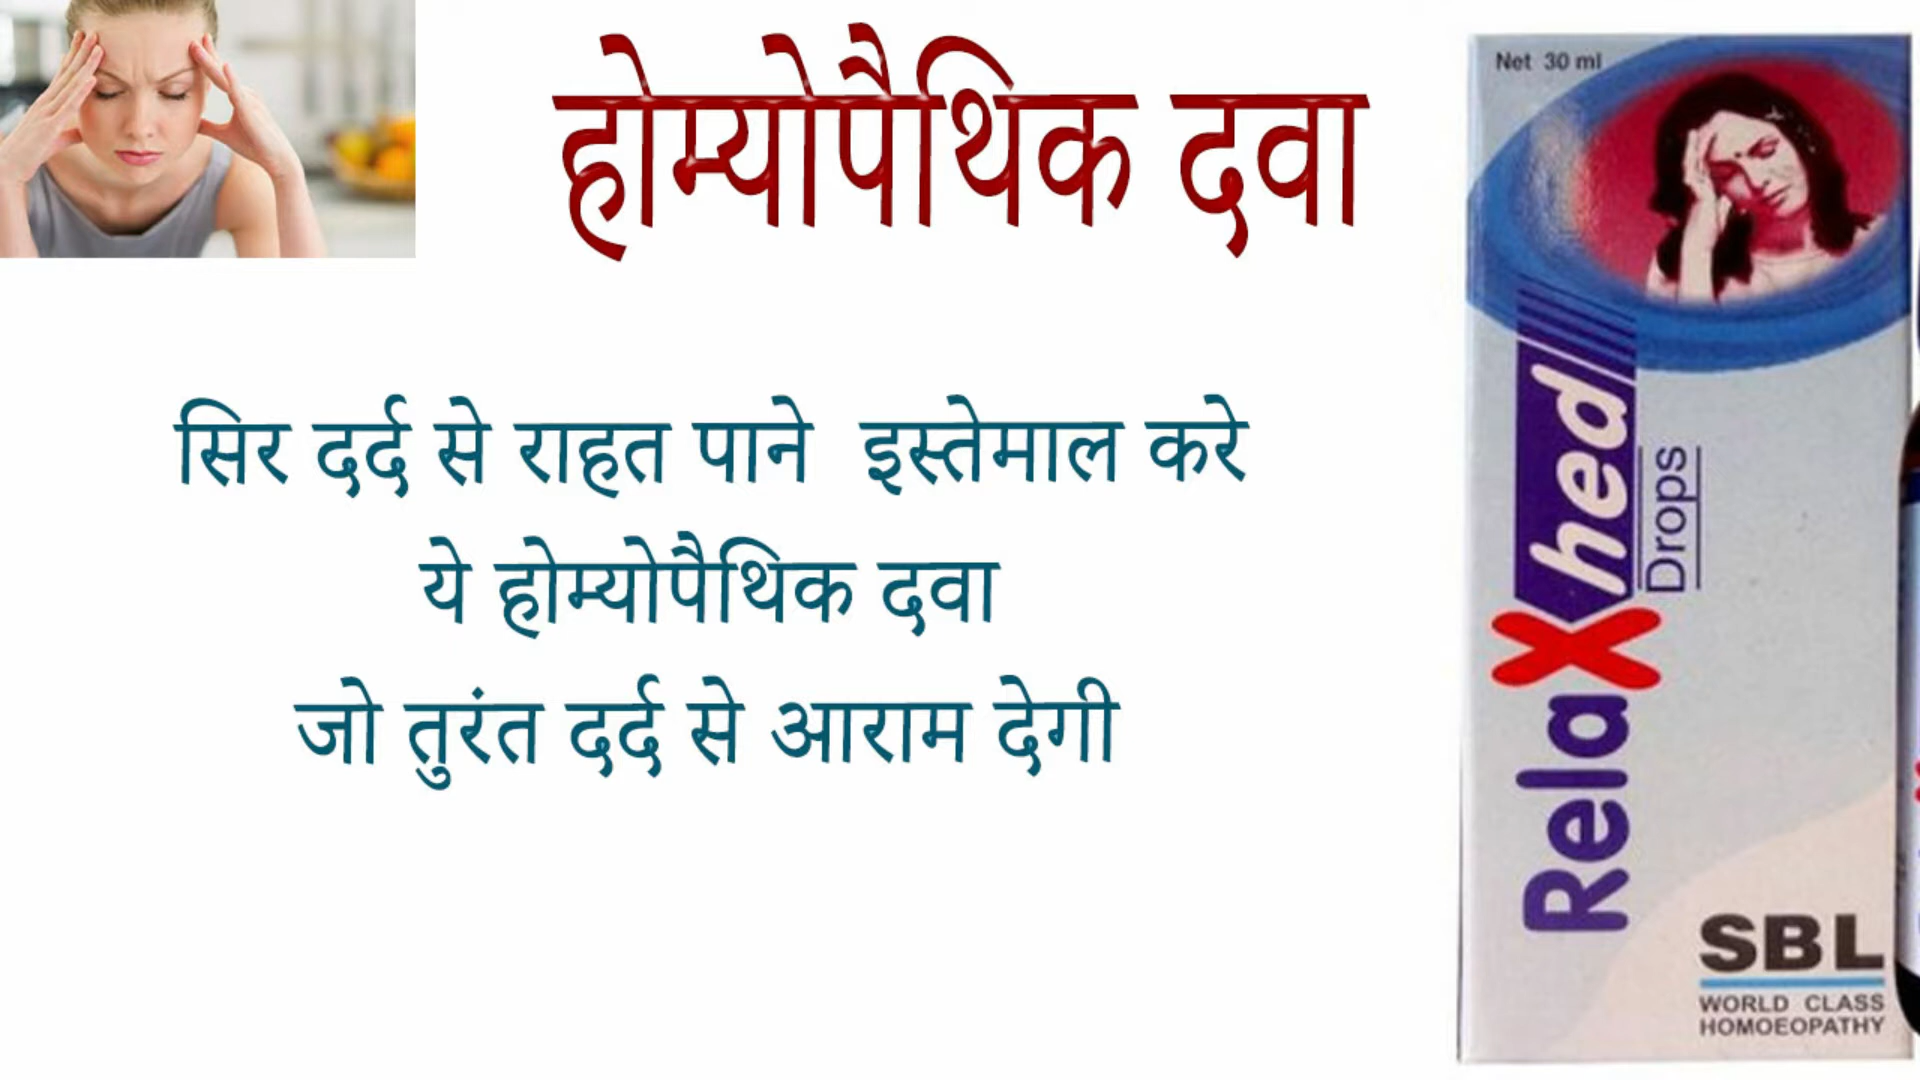 होम्योपैथिक दवा
सिर दर्द से राहत पाने इस्तेमाल करे
ये होम्योपैथिक दवा
जो तुरंत दर्द से आराम देगी
Net 30 ml
RelaXhed
Drops
SBL
WORLD CLASS
HOMOEOPATHY